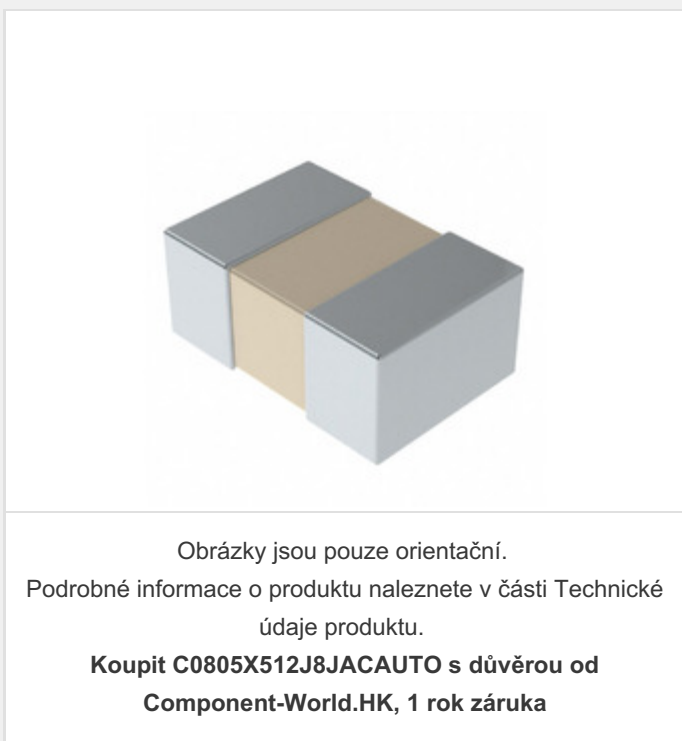 Obrázky jsou pouze orientační.
Podrobné informace o produktu naleznete v části Technické
údaje produktu.
Koupit C0805X512J8JACAUTO s důvěrou od
Component-World.HK, 1 rok záruka